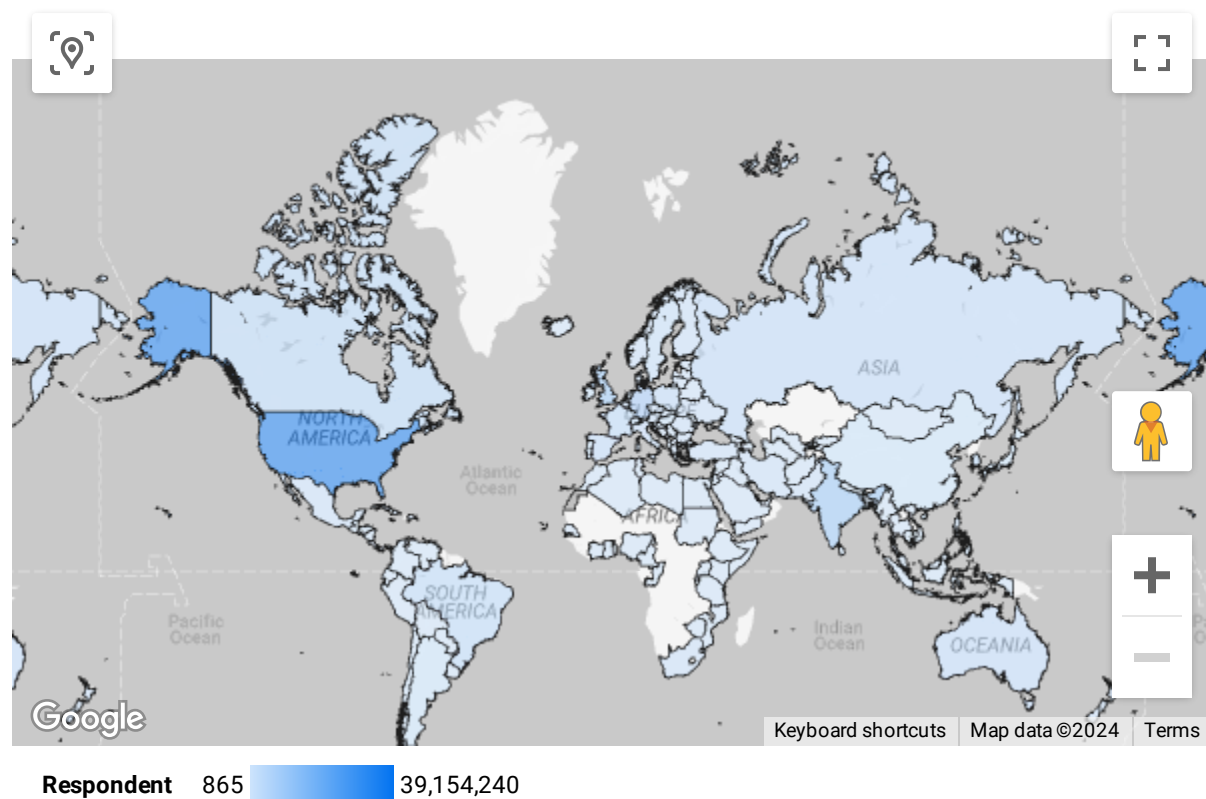 ASIA
NORTH
AMERICA
EUROPE
Atlantic
Ocean
AFRICA
SOUTH
AMERICA
Pacific
Ocean
Indian
Ocean
OCEANIA
Google
Keyboard shortcuts
Map data ©2024
Terms
Respondent 865 39,154,240